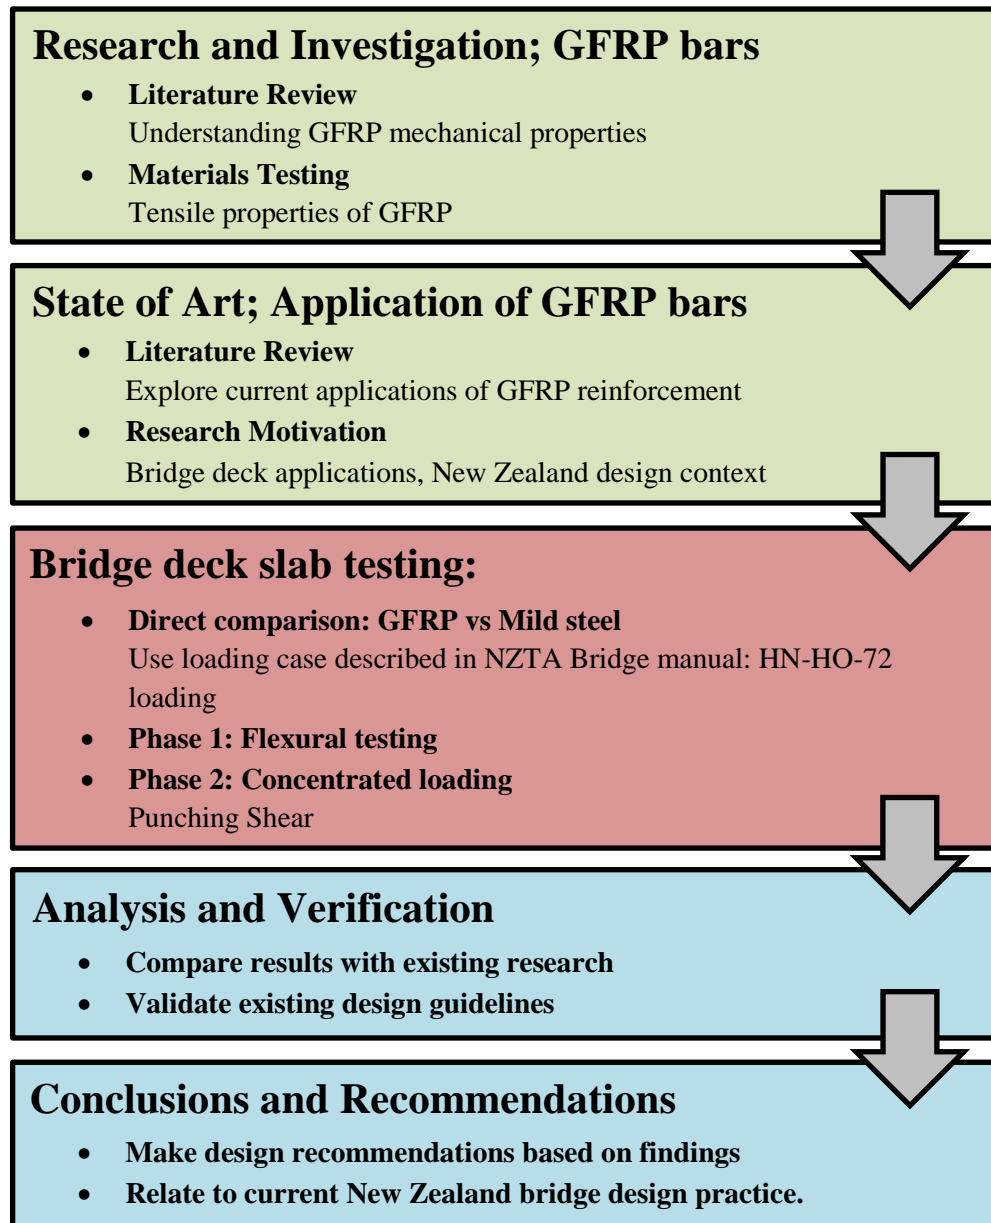 Research and Investigation; GFRP bars
• Literature Review
Understanding GFRP mechanical properties
• Materials Testing
Tensile properties of GFRP
State of Art; Application of GFRP bars
• Literature Review
Explore current applications of GFRP reinforcement
• Research Motivation
Bridge deck applications, New Zealand design context
Bridge deck slab testing:
• Direct comparison: GFRP vs Mild steel
Use loading case described in NZTA Bridge manual: HN-HO-72
loading
• Phase 1: Flexural testing
• Phase 2: Concentrated loading
Punching Shear
Analysis and Verification
• Compare results with existing research
• Validate existing design guidelines
Conclusions and Recommendations
• Make design recommendations based on findings
• Relate to current New Zealand bridge design practice.